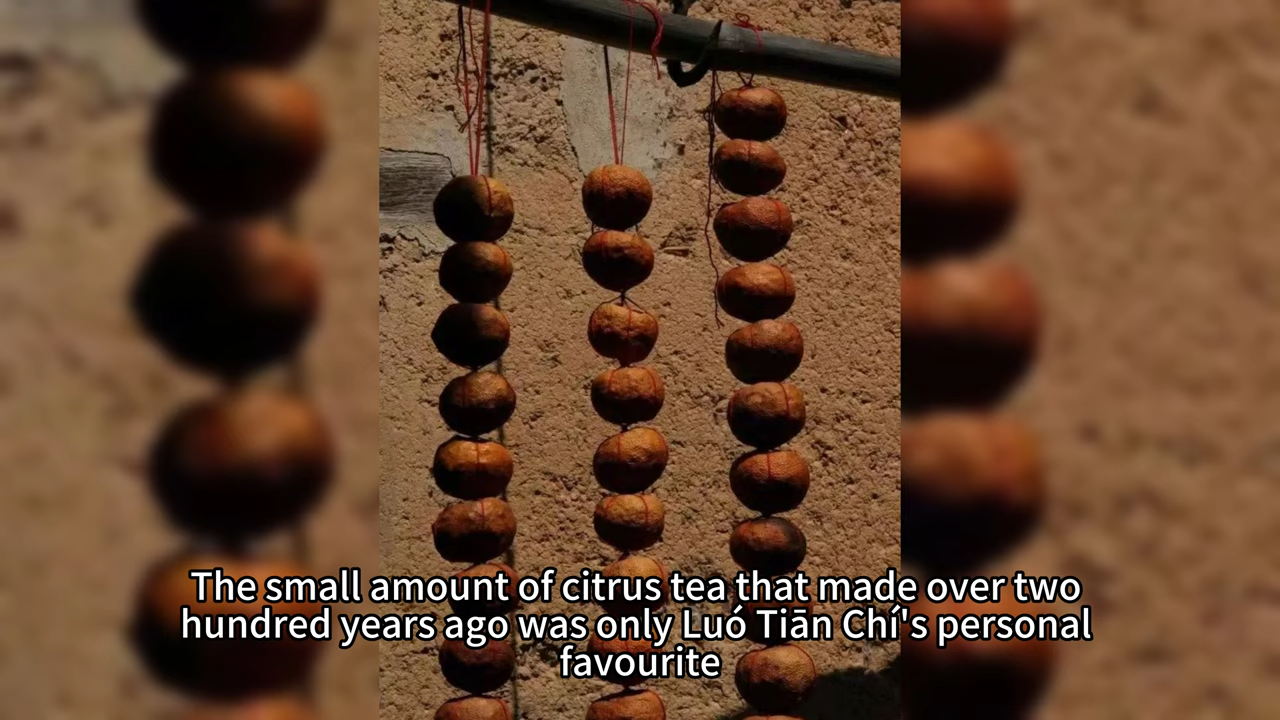 The small amount of citrus tea that made over two
hundred years ago was only Luó Tiān Chí's personal
favourite